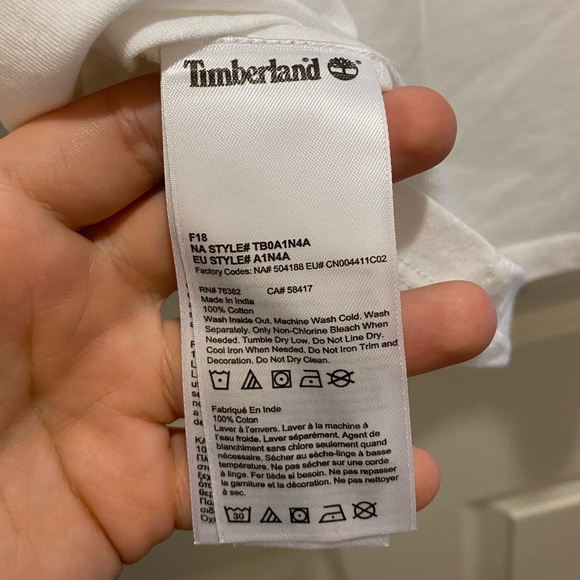 Timberland
F18
NA STYLE# TB0A1N4A
EU STYLE# A1N4A
Factory Codes: NA# 504188 EU# CN004411C02
RN# 76382 CA# 58417
Made In India
100% Cotton
Wash Inside Out. Machine Wash Cold. Wash
Separately. Only Non-Chlorine Bleach When
Needed. Tumble Dry Low. Do Not Line Dry.
Cool Iron When Needed. Do Not Iron Trim and
Decoration. Do Not Dry Clean.
Fabriqué En Inde
100% Coton
Laver à l'envers. Laver à la machine à
l'eau froide. Laver séparément. Agent de
blanchiment sans chlore seulement quand
nécessaire. Sécher au sèche-linge à basse
température. Ne pas sécher sur une corde
à linge. Fer tiède si besoin. Ne pas repasser
la garniture et la décoration. Ne pas nettoyer
à sec.
30